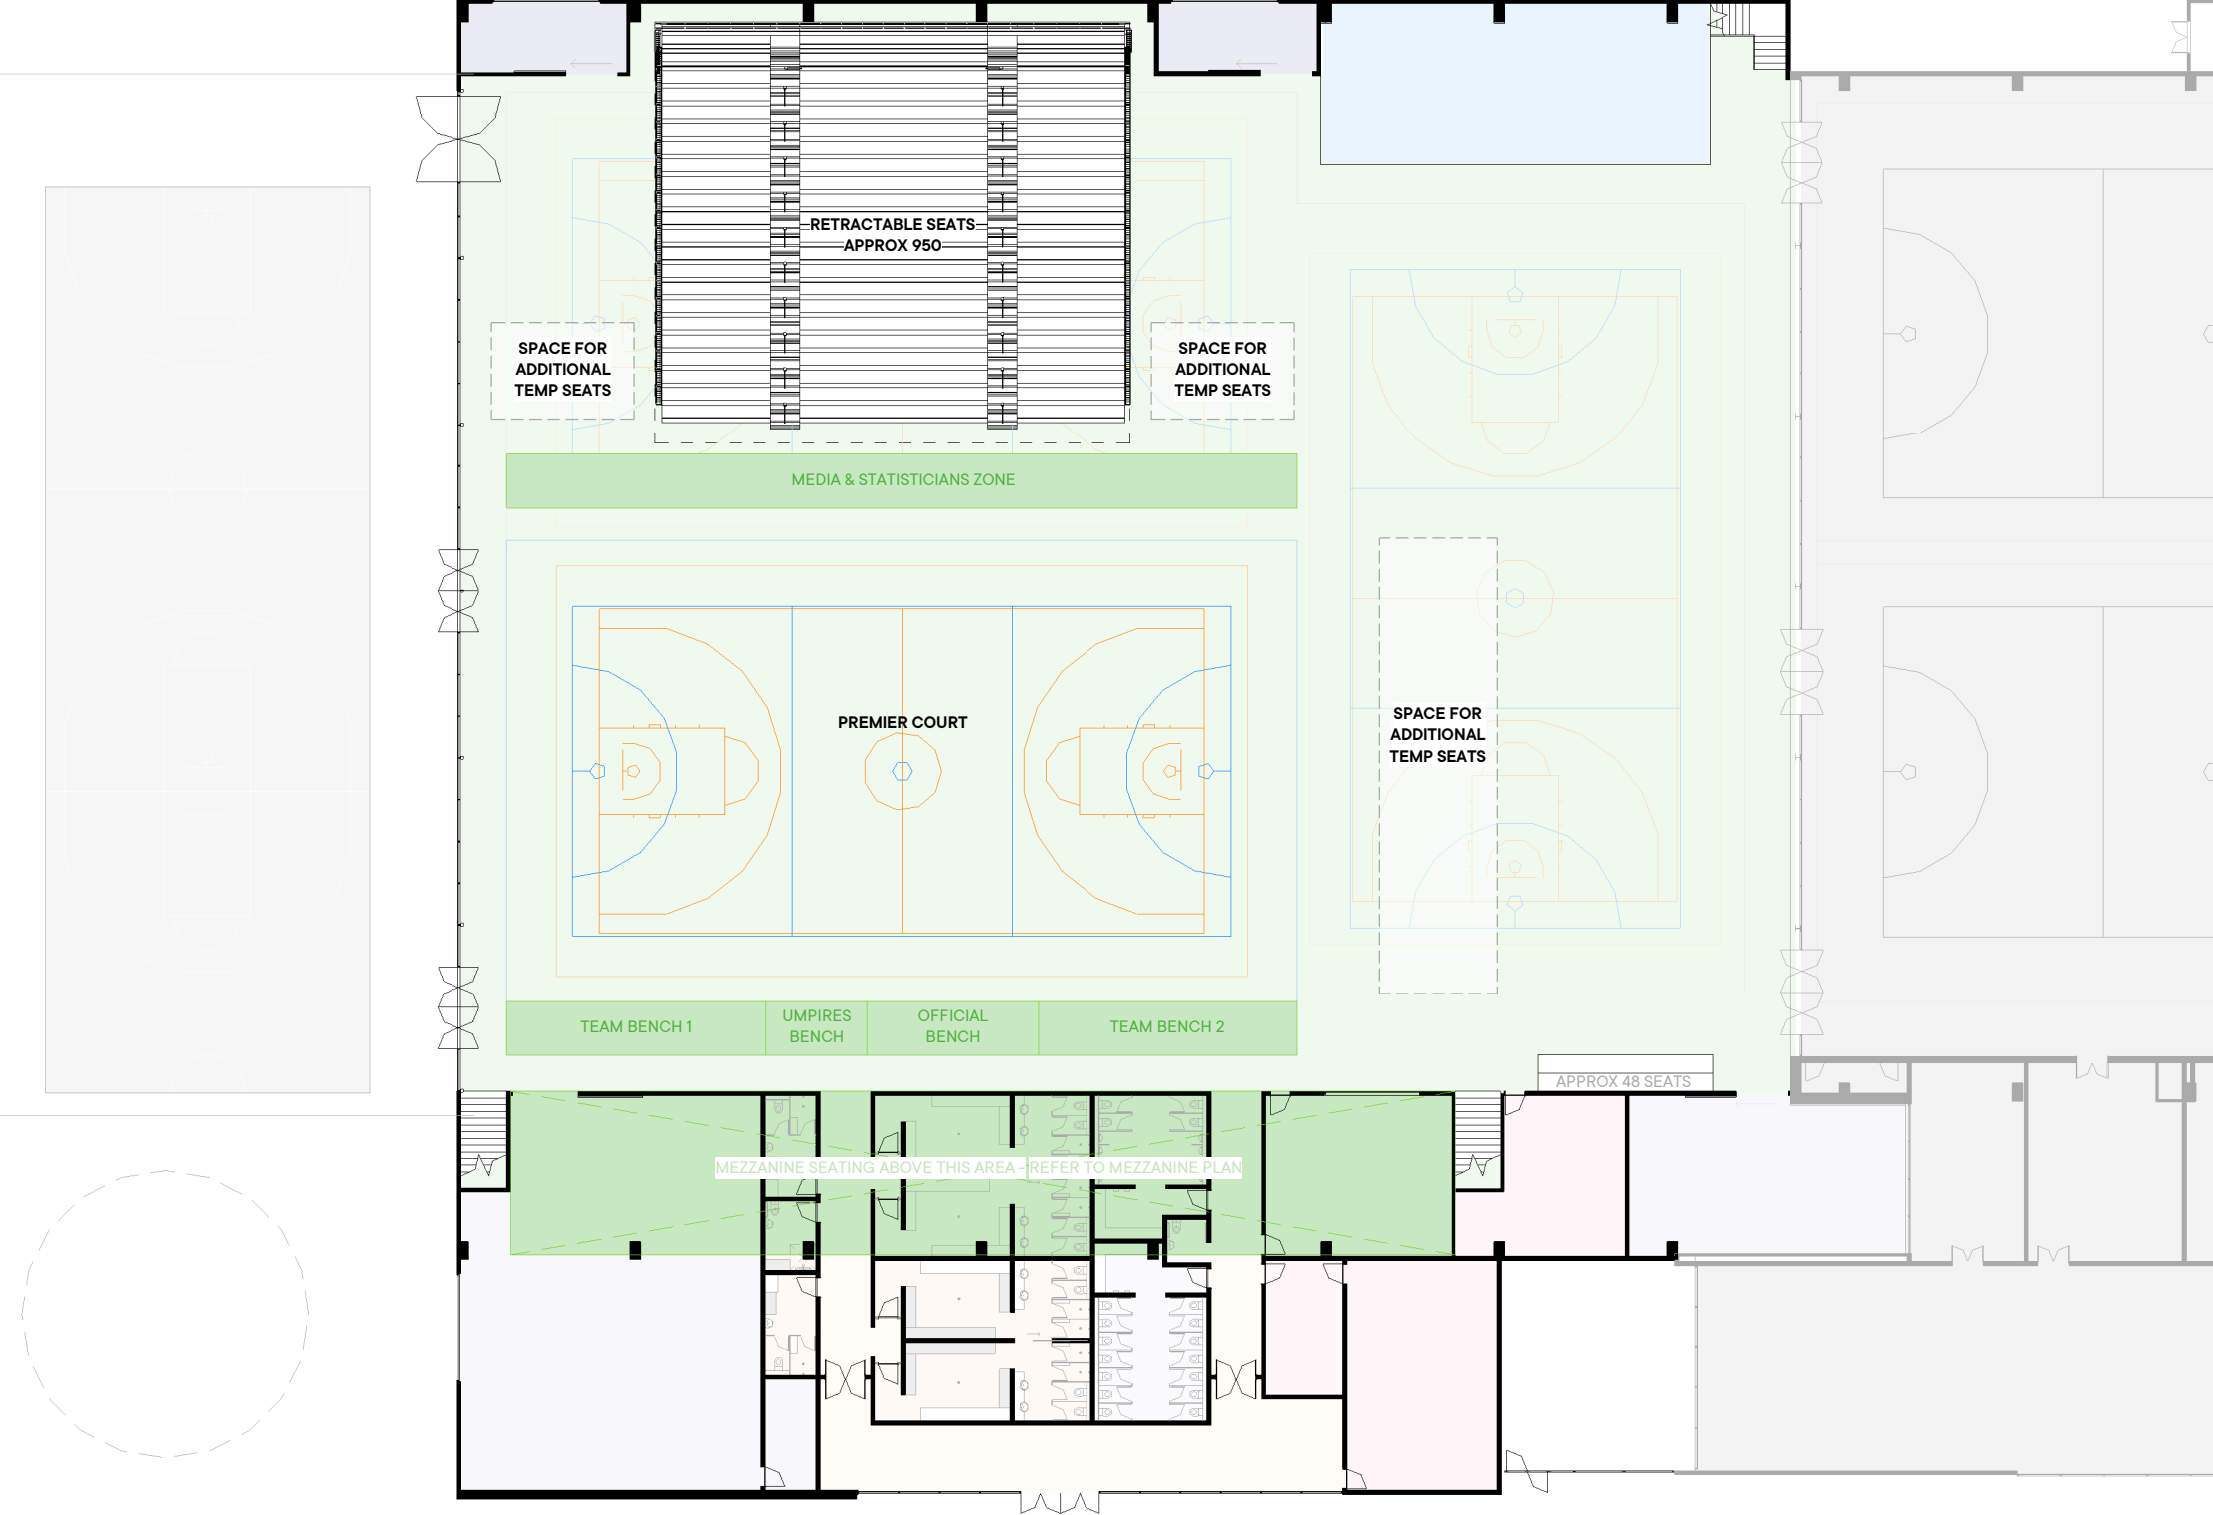 RETRACTABLE SEATS
APPROX 950
SPACE FOR
ADDITIONAL
TEMP SEATS
SPACE FOR
ADDITIONAL
TEMP SEATS
MEDIA & STATISTICIANS ZONE
PREMIER COURT
SPACE FOR
ADDITIONAL
TEMP SEATS
TEAM BENCH 1
UMPIRES
BENCH
OFFICIAL
BENCH
TEAM BENCH 2
APPROX 48 SEATS
MEZZANINE SEATING ABOVE THIS AREA - REFER TO MEZZANINE PLAN